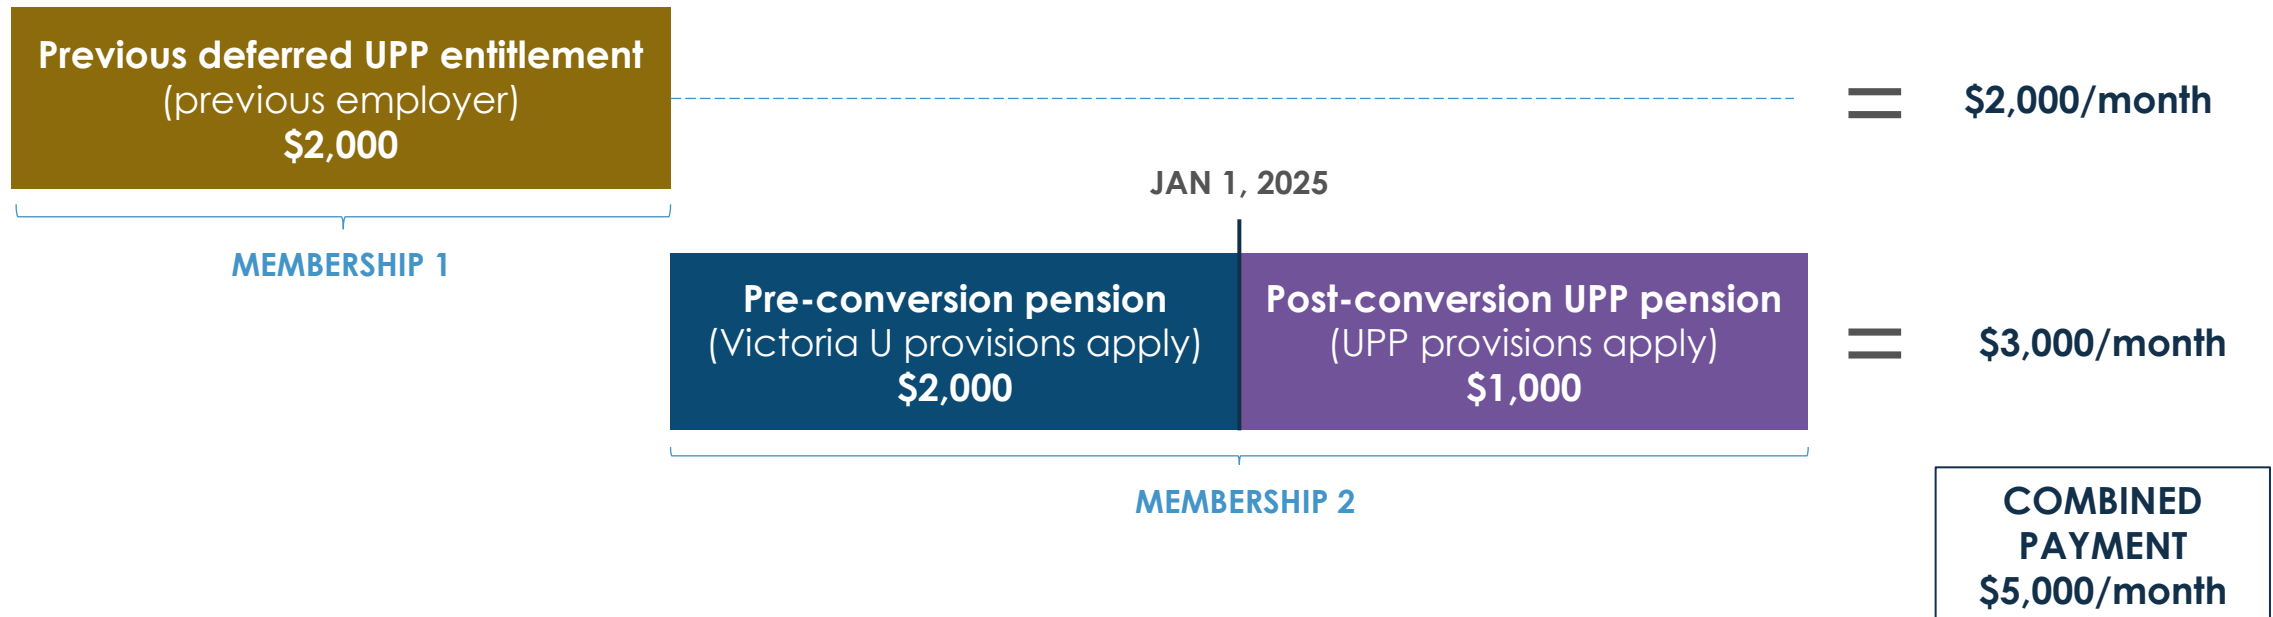 Previous deferred UPP entitlement
(previous employer)
$2,000
= $2,000/month
MEMBERSHIP 1
JAN 1, 2025
Pre-conversion pension
(Victoria U provisions apply)
$2,000
Post-conversion UPP pension
(UPP provisions apply)
$1,000
= $3,000/month
MEMBERSHIP 2
COMBINED
PAYMENT
$5,000/month